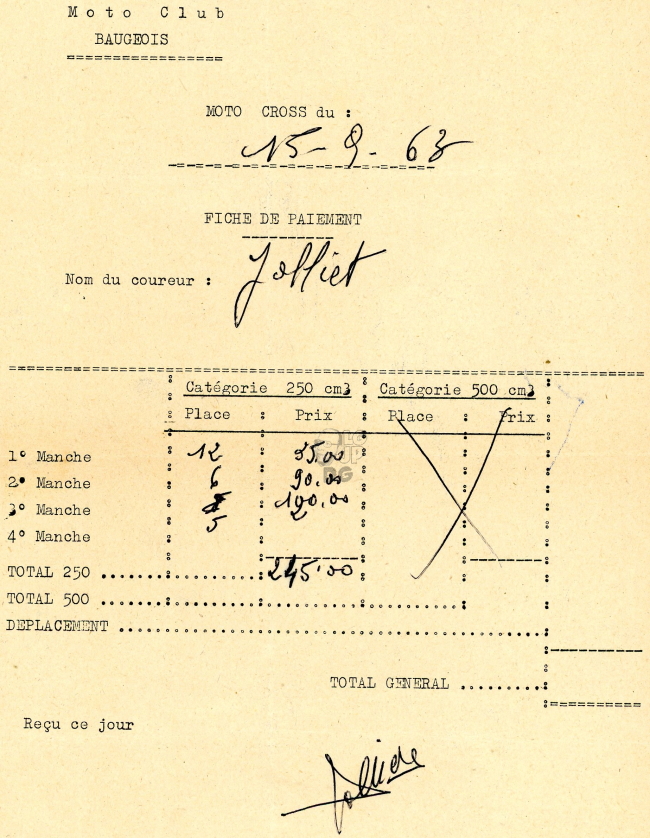 Moto Club
BAUGEOIS
MOTO CROSS du :
15-9-63
FICHE DE PAIEMENT
Nom du coureur : Jolliet
Catégorie 250 cm3 Catégorie 500 cm3
Place Prix Place Prix
1° Manche 12
2° Manche 6 90.00
3° Manche 100.00
4° Manche 5
TOTAL 250 245.00
TOTAL 500
DEPLACEMENT
TOTAL GENERAL
Reçu ce jour